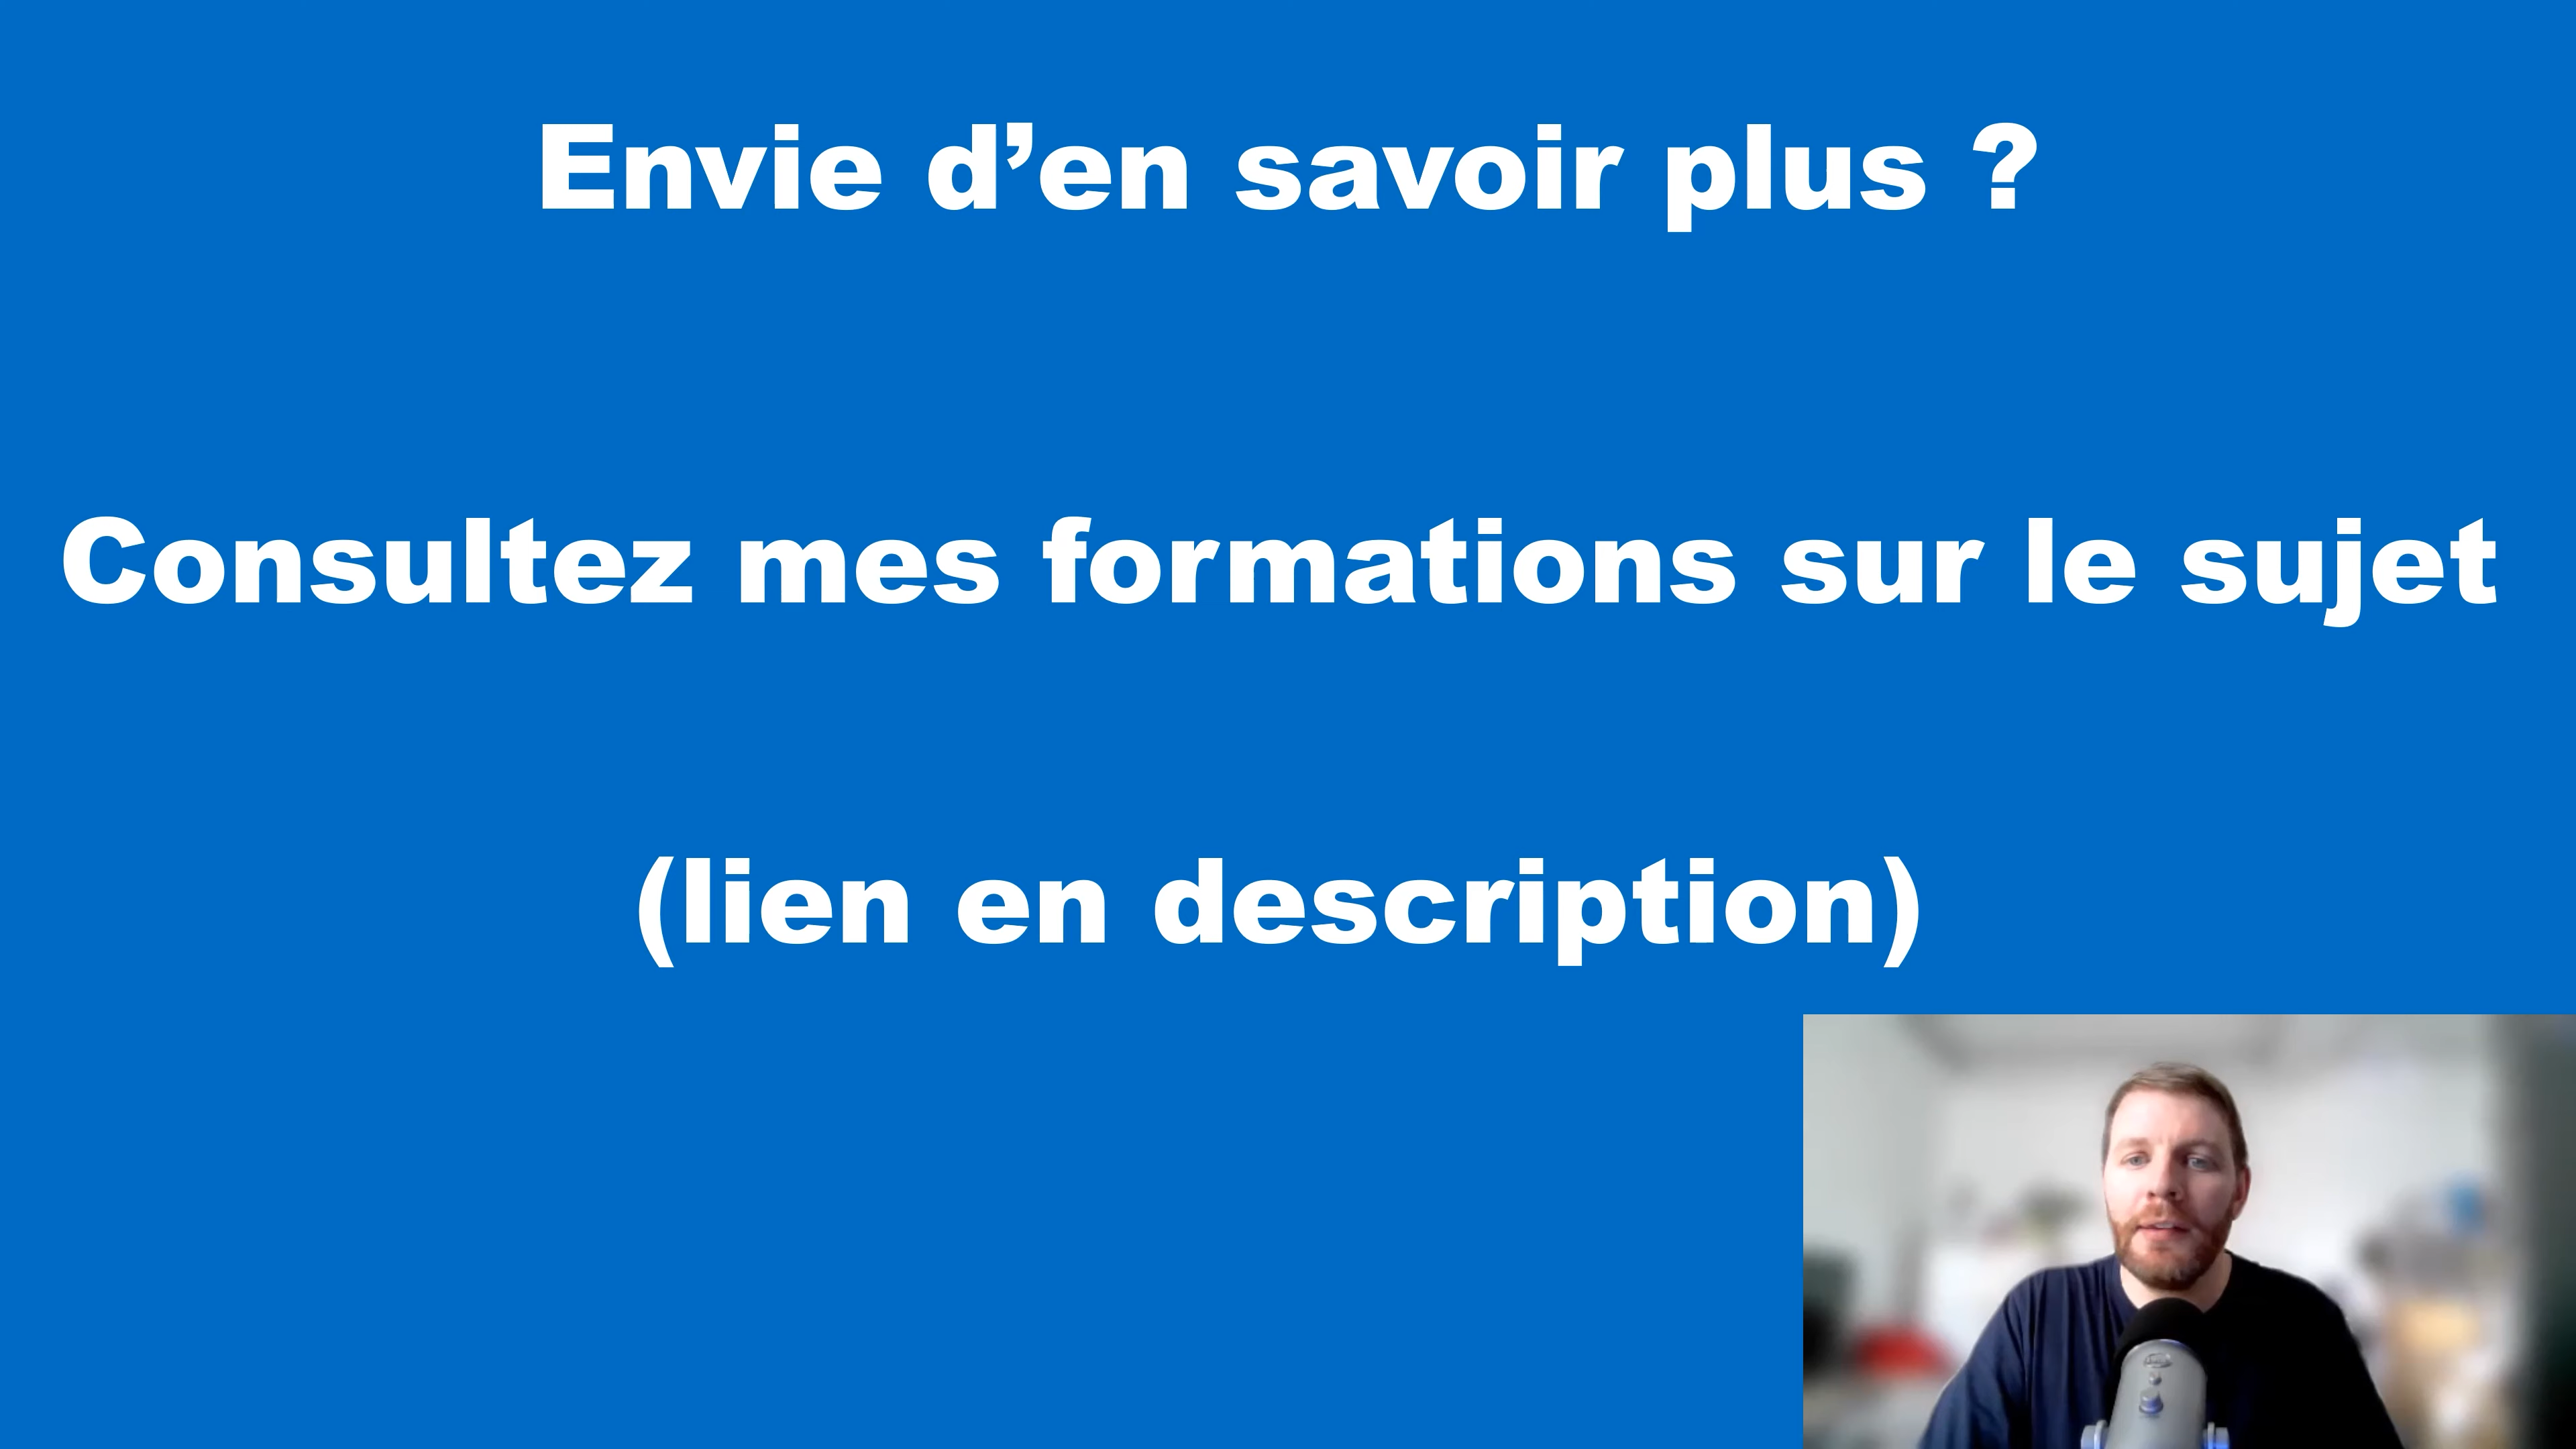 Envie d’en savoir plus ?
Consultez mes formations sur le sujet
(lien en description)